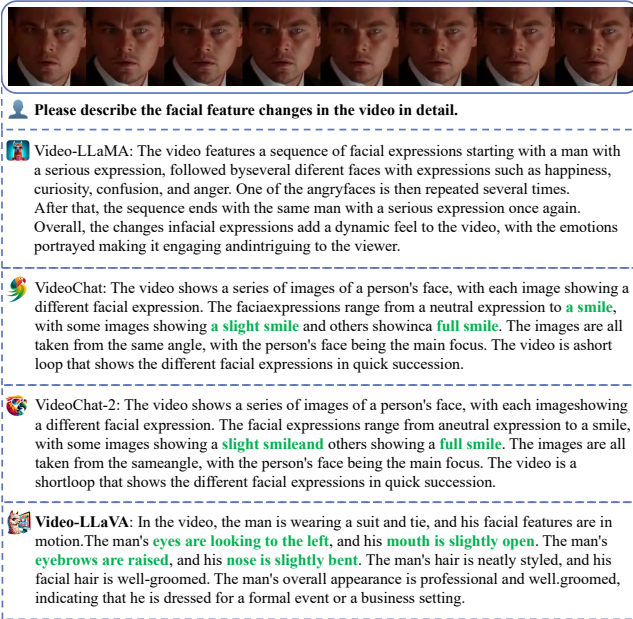 Please describe the facial feature changes in the video in detail.
Video-LLaMA: The video features a sequence of facial expressions starting with a man with
a serious expression, followed byseveral diferent faces with expressions such as happiness,
curiosity, confusion, and anger. One of the angryfaces is then repeated several times.
After that, the sequence ends with the same man with a serious expression once again.
Overall, the changes infacial expressions add a dynamic feel to the video, with the emotions
portrayed making it engaging andintriguing to the viewer.
VideoChat: The video shows a series of images of a person's face, with each image showing a
different facial expression. The faciaexpressions range from a neutral expression to a smile,
with some images showing a slight smile and others showinca full smile. The images are all
taken from the same angle, with the person's face being the main focus. The video is ashort
loop that shows the different facial expressions in quick succession.
VideoChat-2: The video shows a series of images of a person's face, with each imageshowing
a different facial expression. The facial expressions range from aneutral expression to a smile,
with some images showing a slight smileand others showing a full smile. The images are all
taken from the sameangle, with the person's face being the main focus. The video is a
shortloop that shows the different facial expressions in quick succession.
Video-LLaVA: In the video, the man is wearing a suit and tie, and his facial features are in
motion.The man's eyes are looking to the left, and his mouth is slightly open. The man's
eyebrows are raised, and his nose is slightly bent. The man's hair is neatly styled, and his
facial hair is well-groomed. The man's overall appearance is professional and well.groomed,
indicating that he is dressed for a formal event or a business setting.